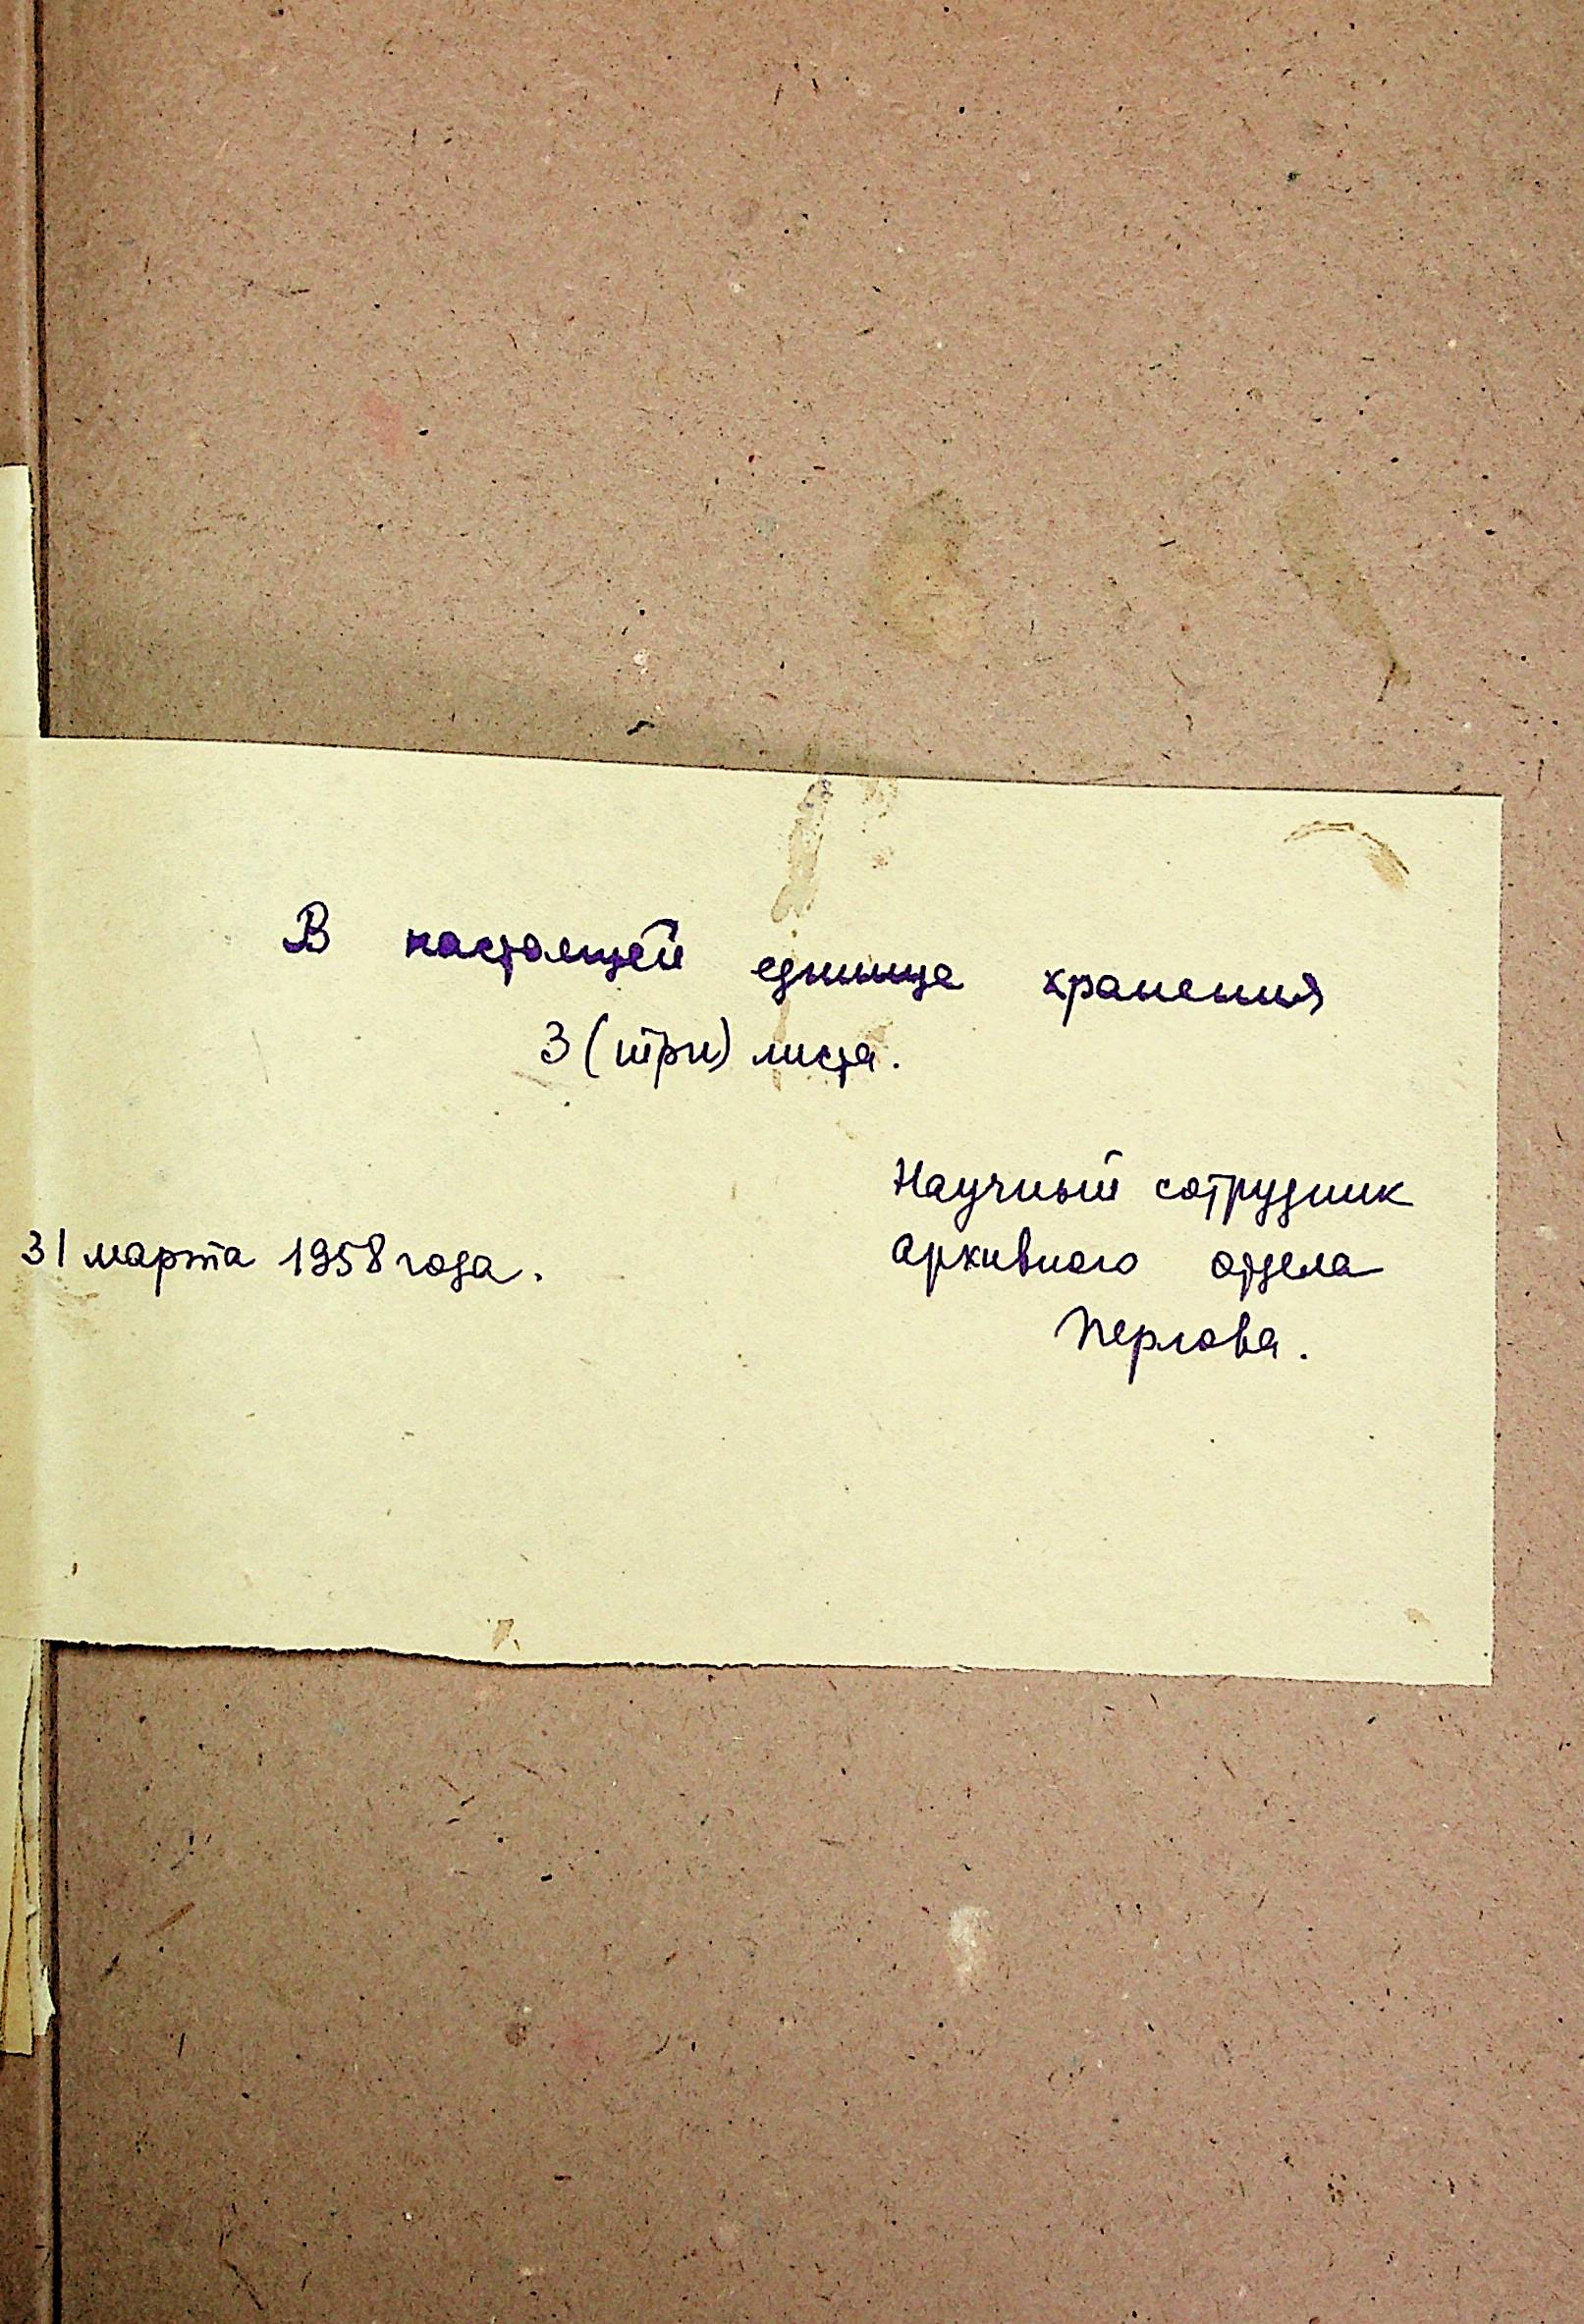 В настоящей единице хранения
3 (три) листа.
Научный сотрудник
31 марта 1958 года.
Архивного отдела
Перлова.